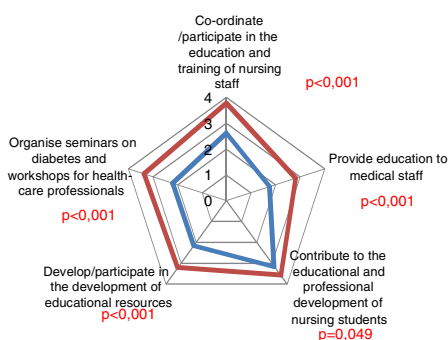 Co-ordinate
/participate in the
education and
training of nursing
staff
p<0,001
4
3
2
1
0
Organise seminars on
diabetes and
workshops for health-
care professionals
p<0,001
Provide education to
medical staff
p<0,001
Develop/participate in
the development of
educational resources
p<0,001
Contribute to the
educational and
professional
development of
nursing students
p=0,049